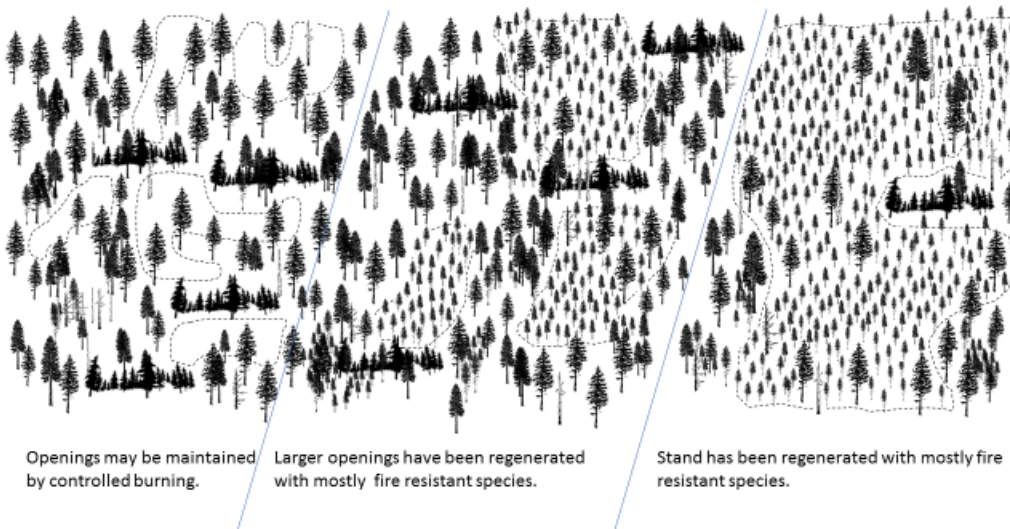 Openings may be maintained
by controlled burning.
Larger openings have been regenerated
with mostly fire resistant species.
Stand has been regenerated with mostly fire
resistant species.